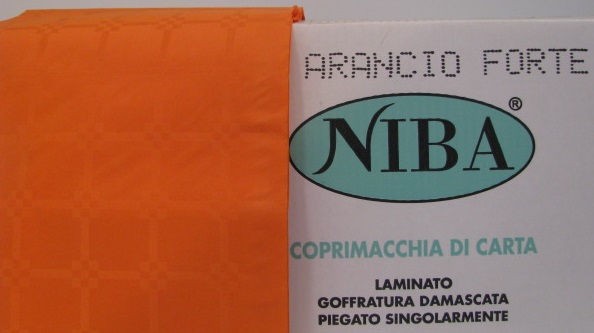 ARANCIO FORTE
NIBA®
COPRIMACCHIA DI CARTA
LAMINATO
GOFFRATURA DAMASCATA
PIEGATO SINGOLARMENTE